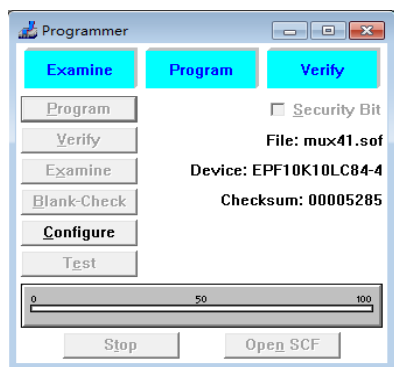 Programmer
Examine Program Verify
Program
Security Bit
Verify
File: mux41.sof
Examine
Device: EPF10K10LC84-4
Blank-Check
Checksum: 00005285
Configure
Test
0 50 100
Stop
Open SCF